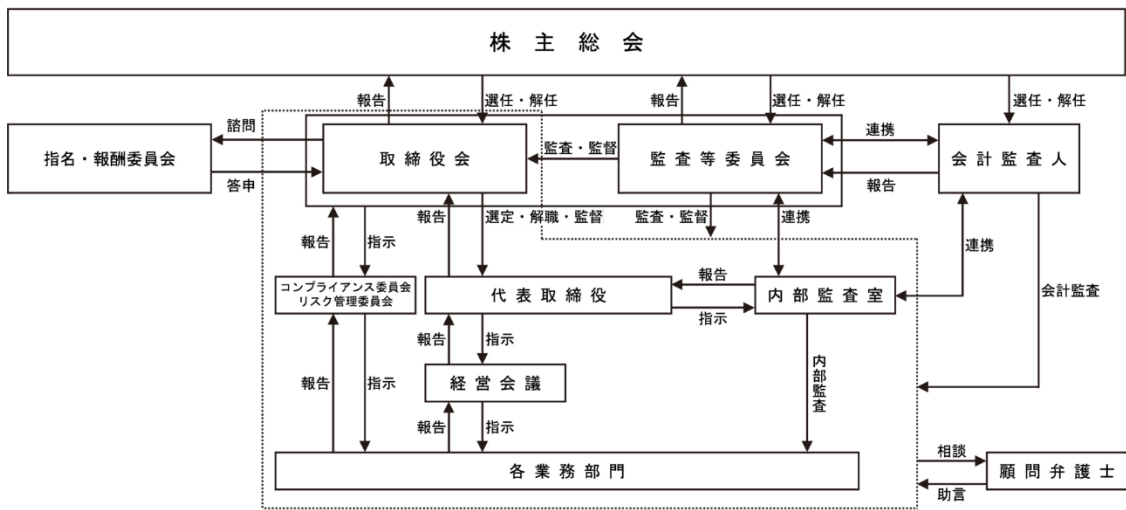 株主総会
報告
選任・解任
報告
選任・解任
選任・解任
指名・報酬委員会
諮問
答申
取締役会
監査・監督
監査等委員会
連携
報告
会計監査人
報告
指示
報告
選定・解職・監督
監査・監督
連携
連携
会計監査
コンプライアンス委員会
リスク管理委員会
代表取締役
報告
指示
内部監査室
報告
指示
報告
指示
経営会議
内部監査
報告
指示
各業務部門
相談
助言
顧問弁護士